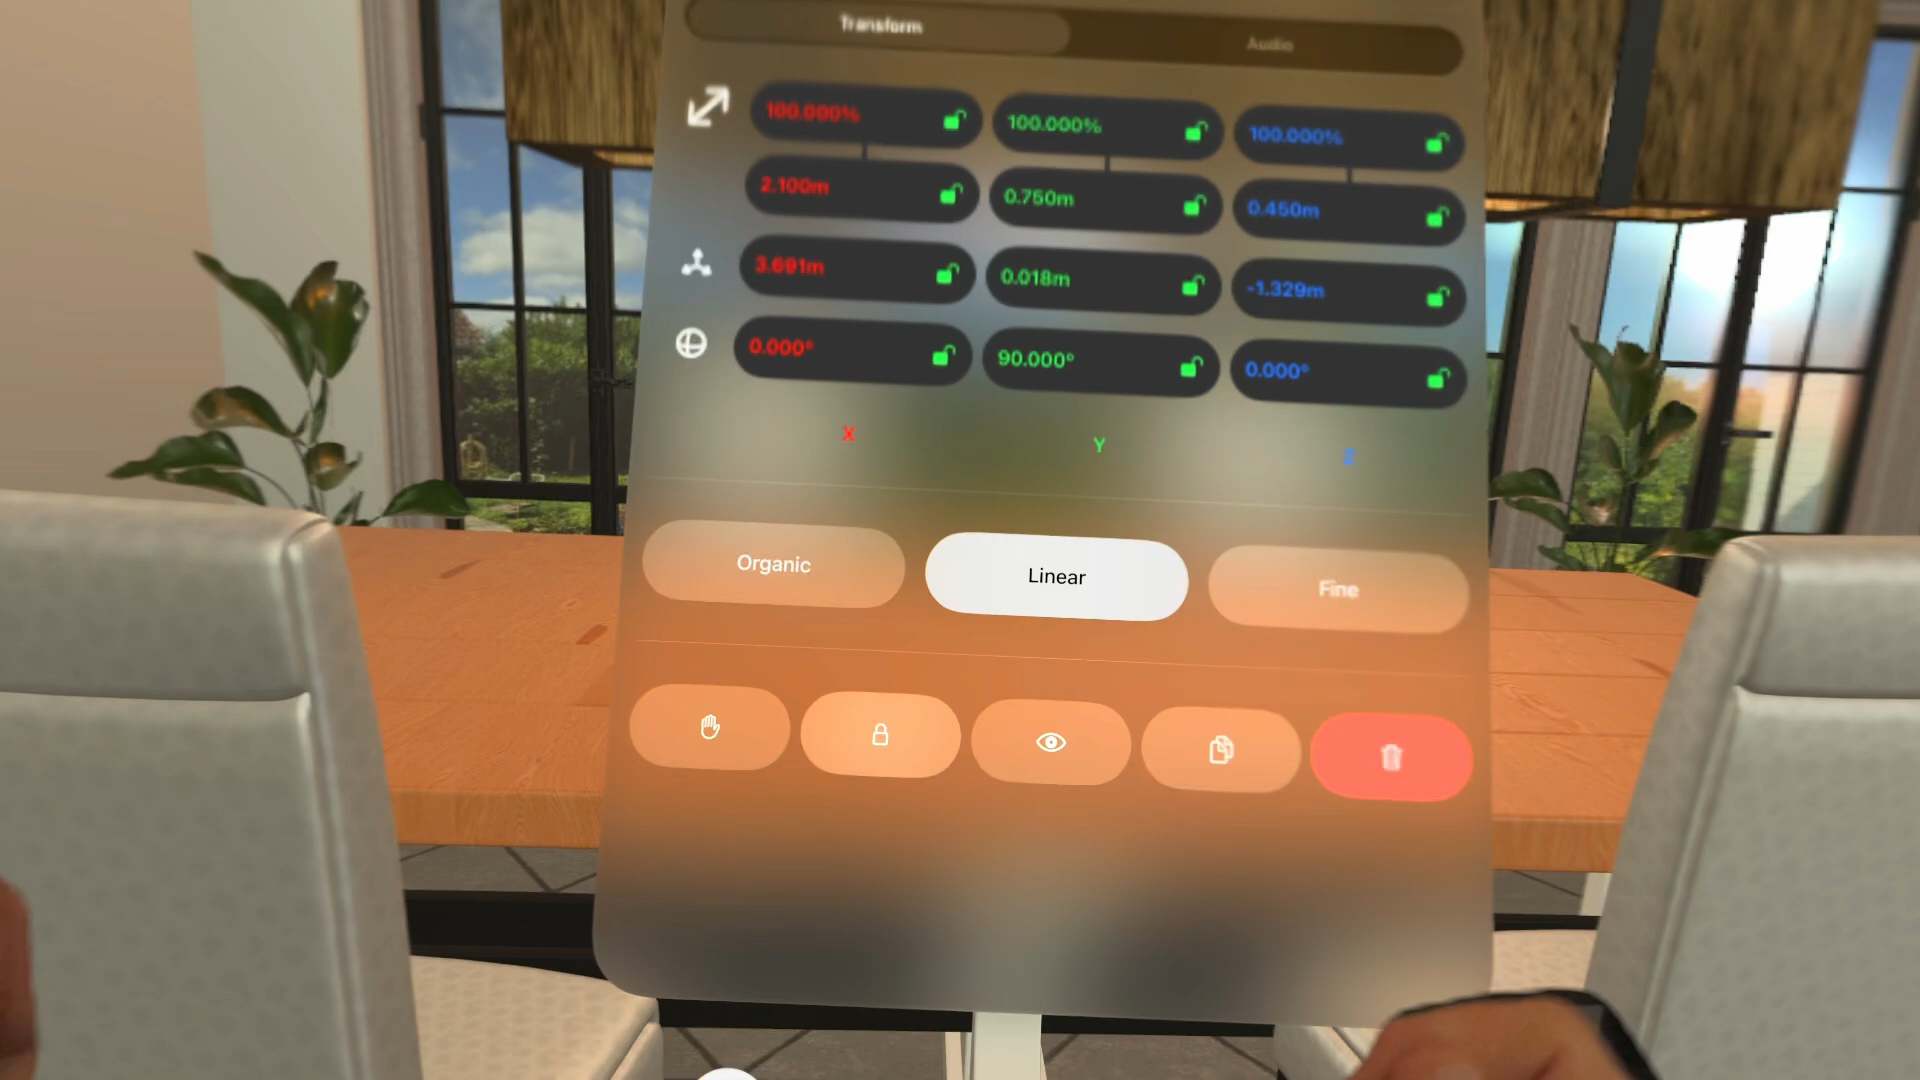 Transform Audio
100.000% 100.000% 100.000%
2.100m 0.750m 0.450m
3.691m 0.018m -1.329m
0.000° 90.000° 0.000°
X Y Z
Organic Linear Fine